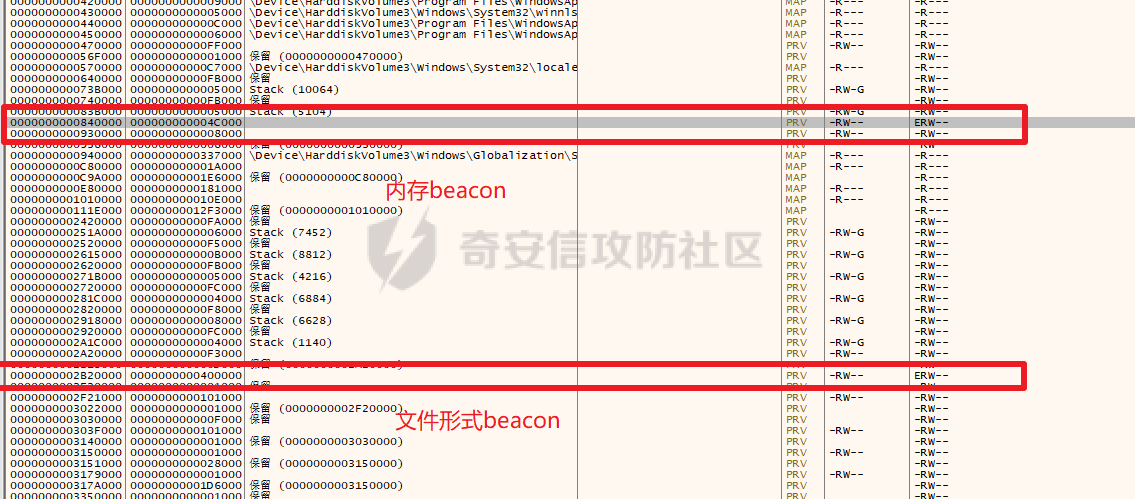 0000000000420000 0000000000009000 \Device\HarddiskVolume3\Program Files\WindowsAp MAP -R--- -R---
0000000000430000 0000000000005000 \Device\HarddiskVolume3\Windows\System32\winnls MAP -R--- -R---
0000000000440000 000000000000C000 \Device\HarddiskVolume3\Program Files\WindowsAp MAP -R--- -R---
0000000000450000 0000000000006000 \Device\HarddiskVolume3\Program Files\WindowsAp MAP -R--- -R---
0000000000470000 00000000000FF000 PRV -RW-- -RW--
000000000056F000 0000000000001000 保留 (0000000000470000) PRV -RW--
0000000000570000 00000000000C7000 \Device\HarddiskVolume3\Windows\System32\locale MAP -R--- -R---
0000000000640000 00000000000FB000 保留 PRV -RW--
000000000073B000 0000000000005000 Stack (10064) PRV -RW-G -RW--
0000000000740000 00000000000FB000 保留 PRV -RW--
000000000083B000 0000000000005000 Stack (5104) PRV -RW-G -RW--
0000000000840000 000000000004C000 PRV -RW-- ERW--
0000000000930000 0000000000008000 PRV -RW-- -RW--
0000000000940000 0000000000337000 \Device\HarddiskVolume3\Windows\Globalization\S MAP -R--- -R---
0000000000C80000 000000000001A000 MAP -R--- -R---
0000000000C9A000 00000000001E6000 保留 (0000000000C80000) MAP -R---
0000000000E80000 0000000000181000 MAP -R--- -R---
0000000001010000 000000000010E000 MAP -R--- -R---
000000000111E000 00000000012F3000 保留 (0000000001010000) MAP -R---
0000000002420000 00000000000FA000 保留 PRV -RW--
000000000251A000 0000000000006000 Stack (7452) PRV -RW-G -RW--
0000000002520000 00000000000F5000 保留 PRV -RW--
0000000002615000 000000000000B000 Stack (8812) PRV -RW-G -RW--
0000000002620000 00000000000FB000 保留 PRV -RW--
000000000271B000 0000000000005000 Stack (4216) PRV -RW-G -RW--
0000000002720000 00000000000FC000 保留 PRV -RW--
000000000281C000 0000000000004000 Stack (6884) PRV -RW-G -RW--
0000000002820000 00000000000F8000 保留 PRV -RW--
0000000002918000 0000000000008000 Stack (6628) PRV -RW-G -RW--
0000000002920000 00000000000FC000 保留 PRV -RW--
0000000002A1C000 0000000000004000 Stack (1140) PRV -RW-G -RW--
0000000002A20000 00000000000F3000 保留 PRV -RW--
0000000002B20000 0000000000400000 PRV -RW-- ERW--
0000000002F21000 0000000000101000 PRV -RW-- -RW--
0000000003022000 0000000000001000 保留 (0000000002F20000) PRV -RW--
0000000003030000 000000000000F000 保留 PRV -RW--
000000000303F000 0000000000101000 PRV -RW-- -RW--
0000000003140000 0000000000001000 保留 (0000000003030000) PRV -RW--
0000000003150000 0000000000001000 PRV -RW-- -RW--
0000000003151000 0000000000028000 保留 (0000000003150000) PRV -RW--
0000000003179000 0000000000001000 PRV -RW-- -RW--
000000000317A000 00000000001D6000 保留 (0000000003150000) PRV -RW--
0000000003350000 0000000000001000 保留 PRV -RW--
内存beacon
奇安信攻防社区
文件形式beacon